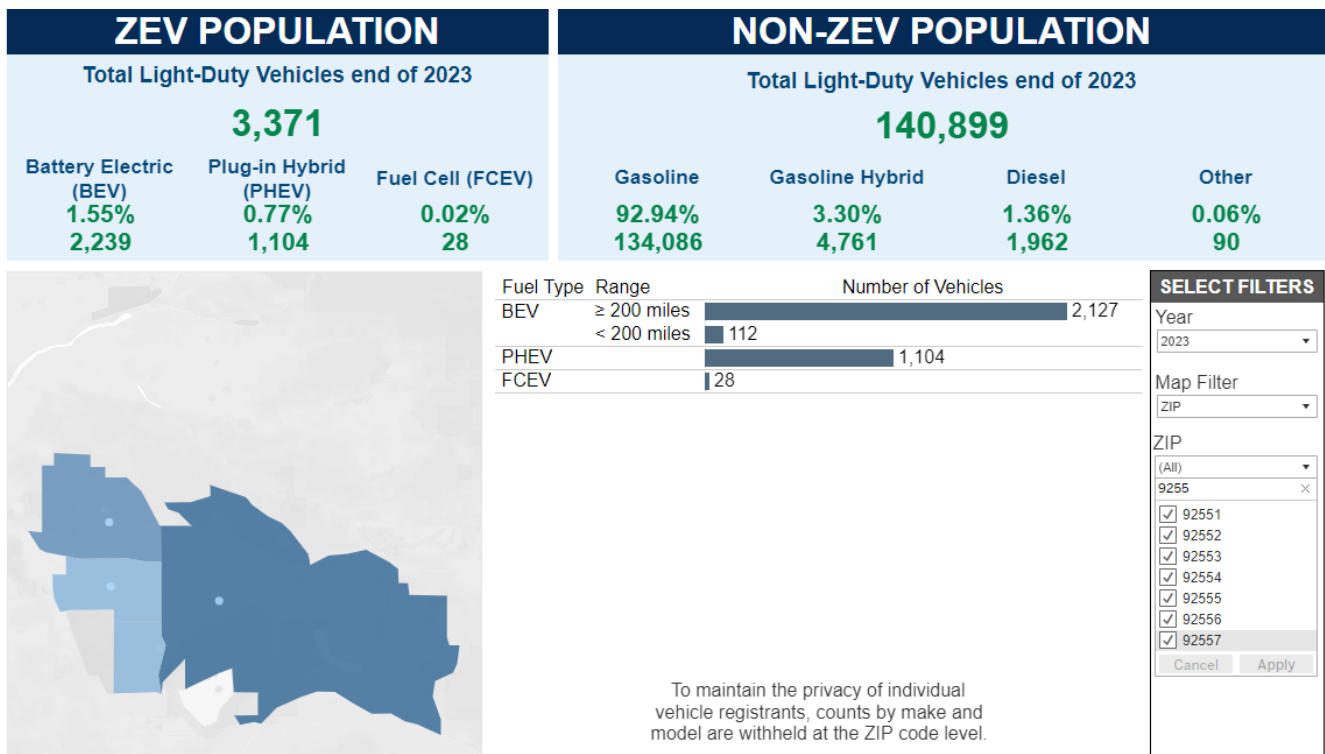 ZEV POPULATION
Total Light-Duty Vehicles end of 2023
3,371
Battery Electric (BEV)
1.55%
2,239
Plug-in Hybrid (PHEV)
0.77%
1,104
Fuel Cell (FCEV)
0.02%
28
NON-ZEV POPULATION
Total Light-Duty Vehicles end of 2023
140,899
Gasoline
92.94%
134,086
Gasoline Hybrid
3.30%
4,761
Diesel
1.36%
1,962
Other
0.06%
90
Fuel Type Range Number of Vehicles
BEV ≥ 200 miles 2,127
< 200 miles 112
PHEV 1,104
FCEV 28
To maintain the privacy of individual
vehicle registrants, counts by make and
model are withheld at the ZIP code level.
SELECT FILTERS
Year
2023
Map Filter
ZIP
ZIP
(All)
9255
92551
92552
92553
92554
92555
92556
92557
Cancel Apply